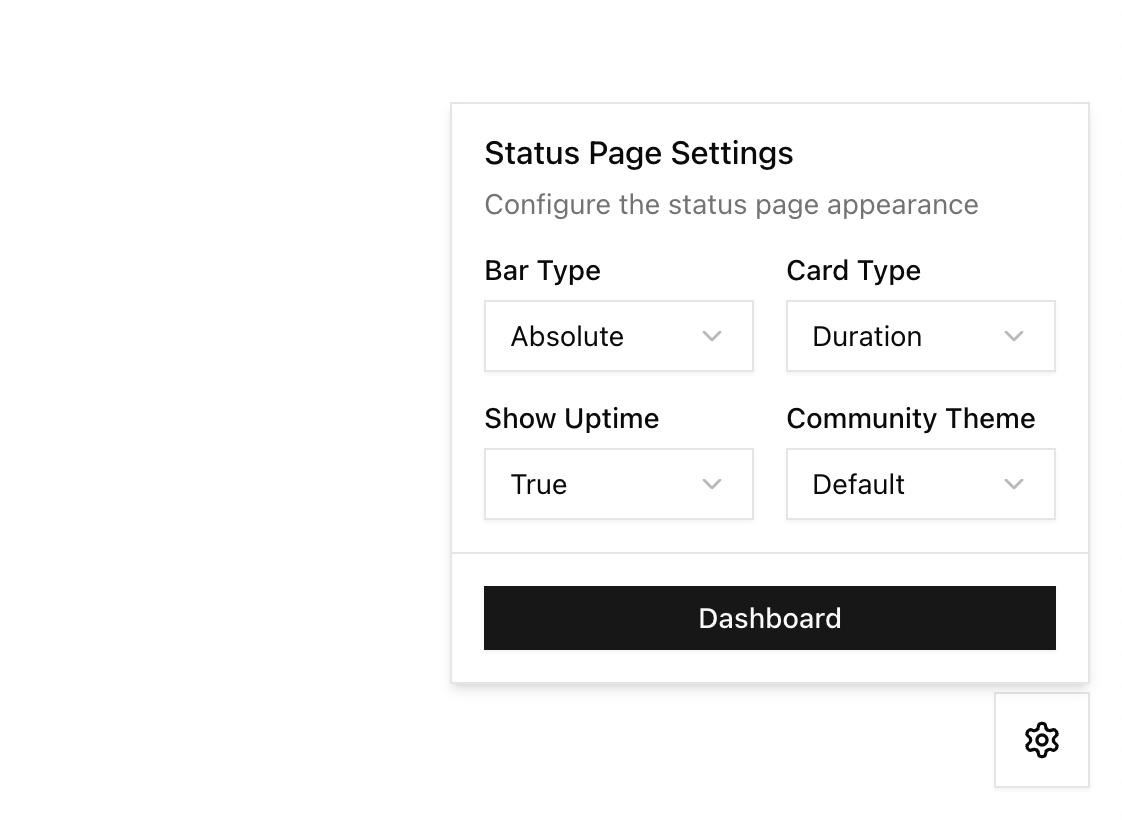 Status Page Settings
Configure the status page appearance
Bar Type
Card Type
Absolute
Duration
Show Uptime
Community Theme
True
Default
Dashboard